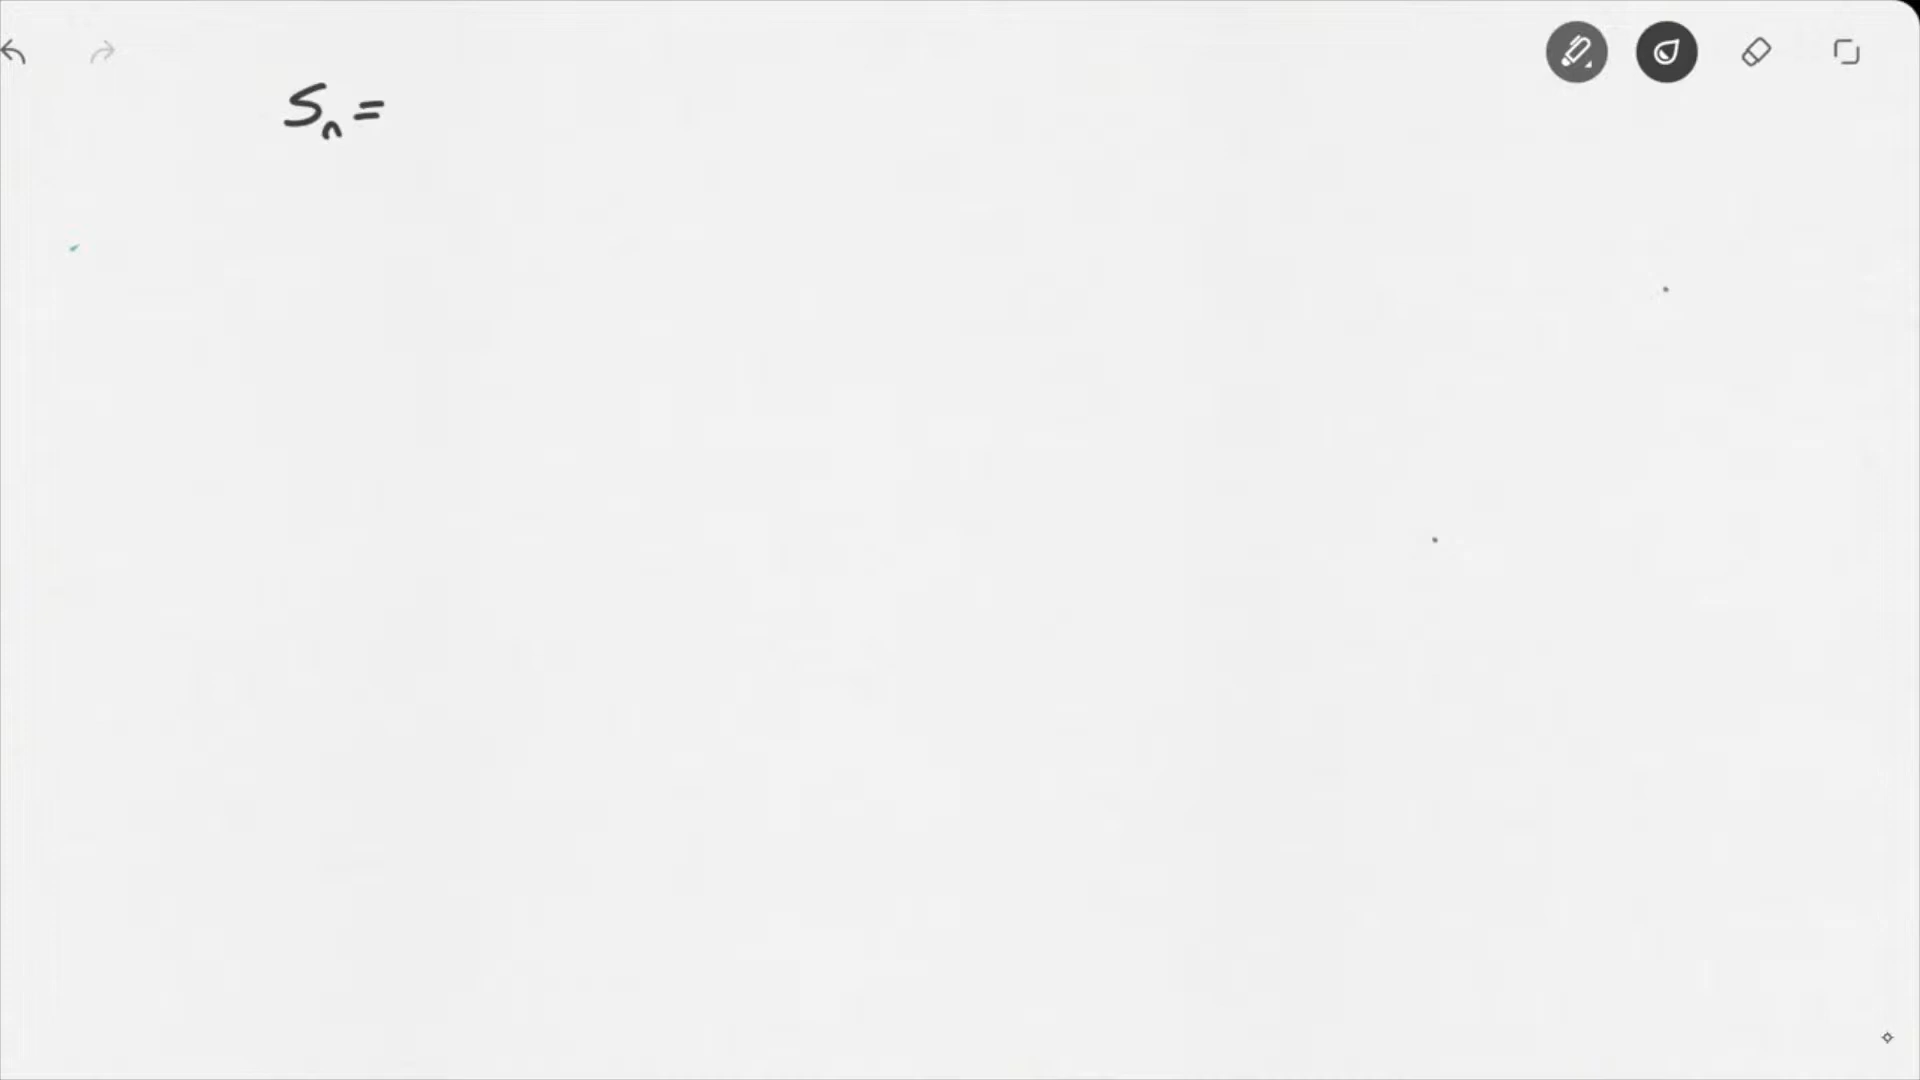 Sₙ =